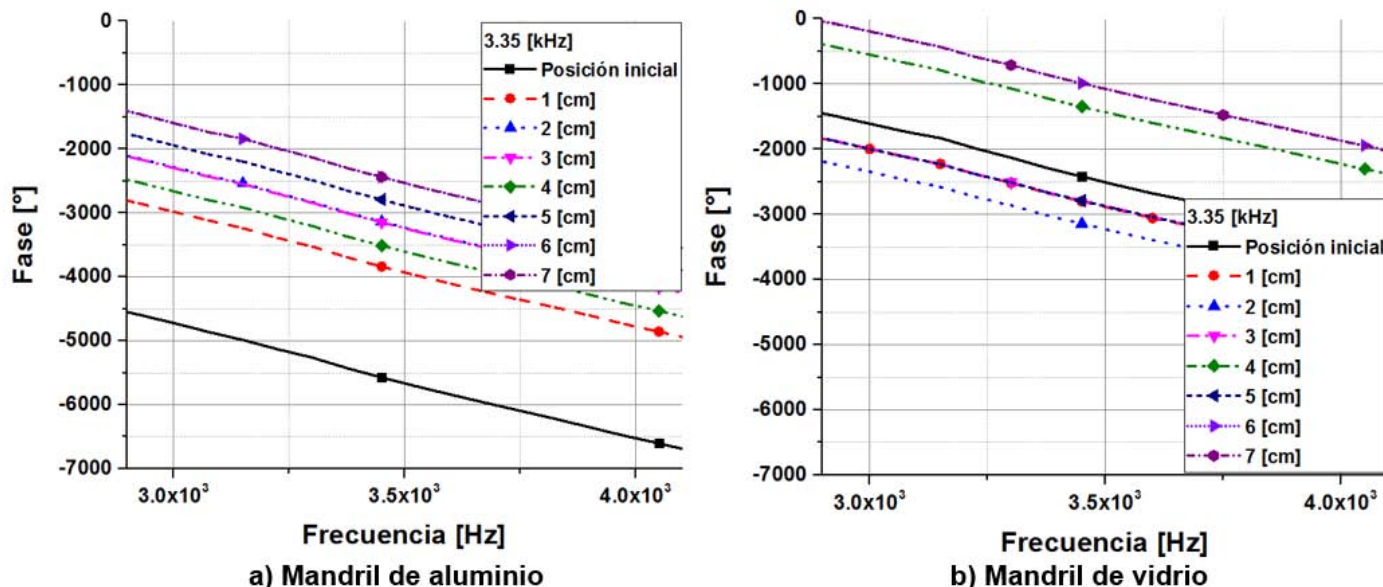 0
-1000
-2000
-3000
-4000
-5000
-6000
-7000
Fase [°]
3.0x10³
3.5x10³
4.0x10³
Frecuencia [Hz]
3.35 [kHz]
Posición inicial
1 [cm]
2 [cm]
3 [cm]
4 [cm]
5 [cm]
6 [cm]
7 [cm]
a) Mandril de aluminio
0
-1000
-2000
-3000
-4000
-5000
-6000
-7000
Fase [°]
3.0x10³
3.5x10³
4.0x10³
Frecuencia [Hz]
3.35 [kHz]
Posición inicial
1 [cm]
2 [cm]
3 [cm]
4 [cm]
5 [cm]
6 [cm]
7 [cm]
b) Mandril de vidrio